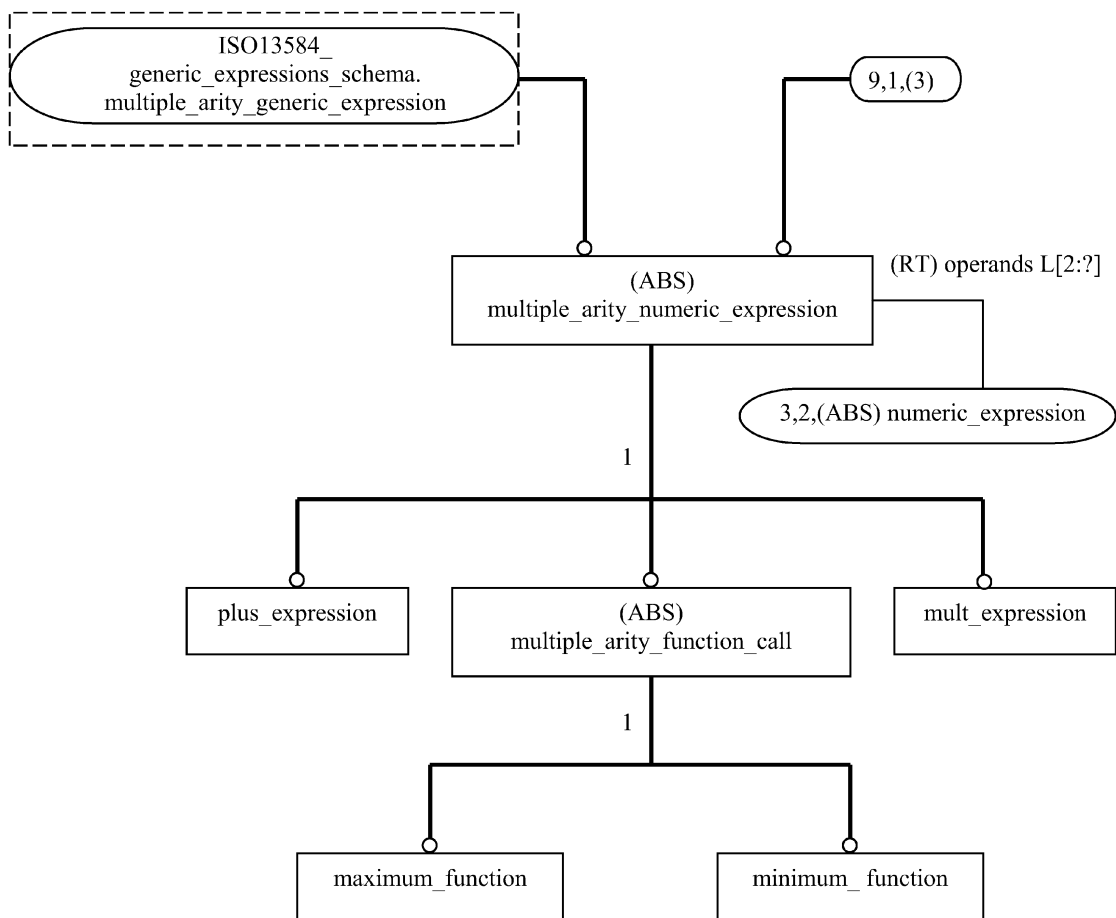 ISO13584_
generic_expressions_schema.
multiple_arity_generic_expression
9,1,(3)
(RT) operands L[2:?]
(ABS)
multiple_arity_numeric_expression
3,2,(ABS) numeric_expression
1
plus_expression
(ABS)
multiple_arity_function_call
mult_expression
1
maximum_function
minimum_ function